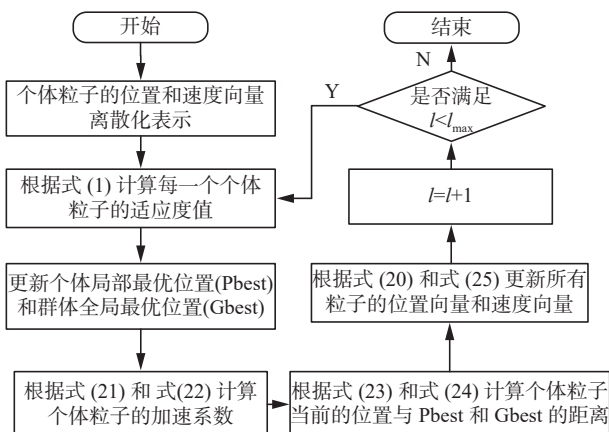 开始
个体粒子的位置和速度向量
离散化表示
根据式 (1) 计算每一个个体
粒子的适应度值
更新个体局部最优位置(Pbest)
和群体全局最优位置(Gbest)
根据式 (21) 和 式(22) 计算
个体粒子的加速系数
根据式 (23) 和式 (24) 计算个体粒子
当前的位置与 Pbest 和 Gbest 的距离
根据式 (20) 和式 (25) 更新所有
粒子的位置向量和速度向量
l=l+1
是否满足
l<lmax
Y
N
结束